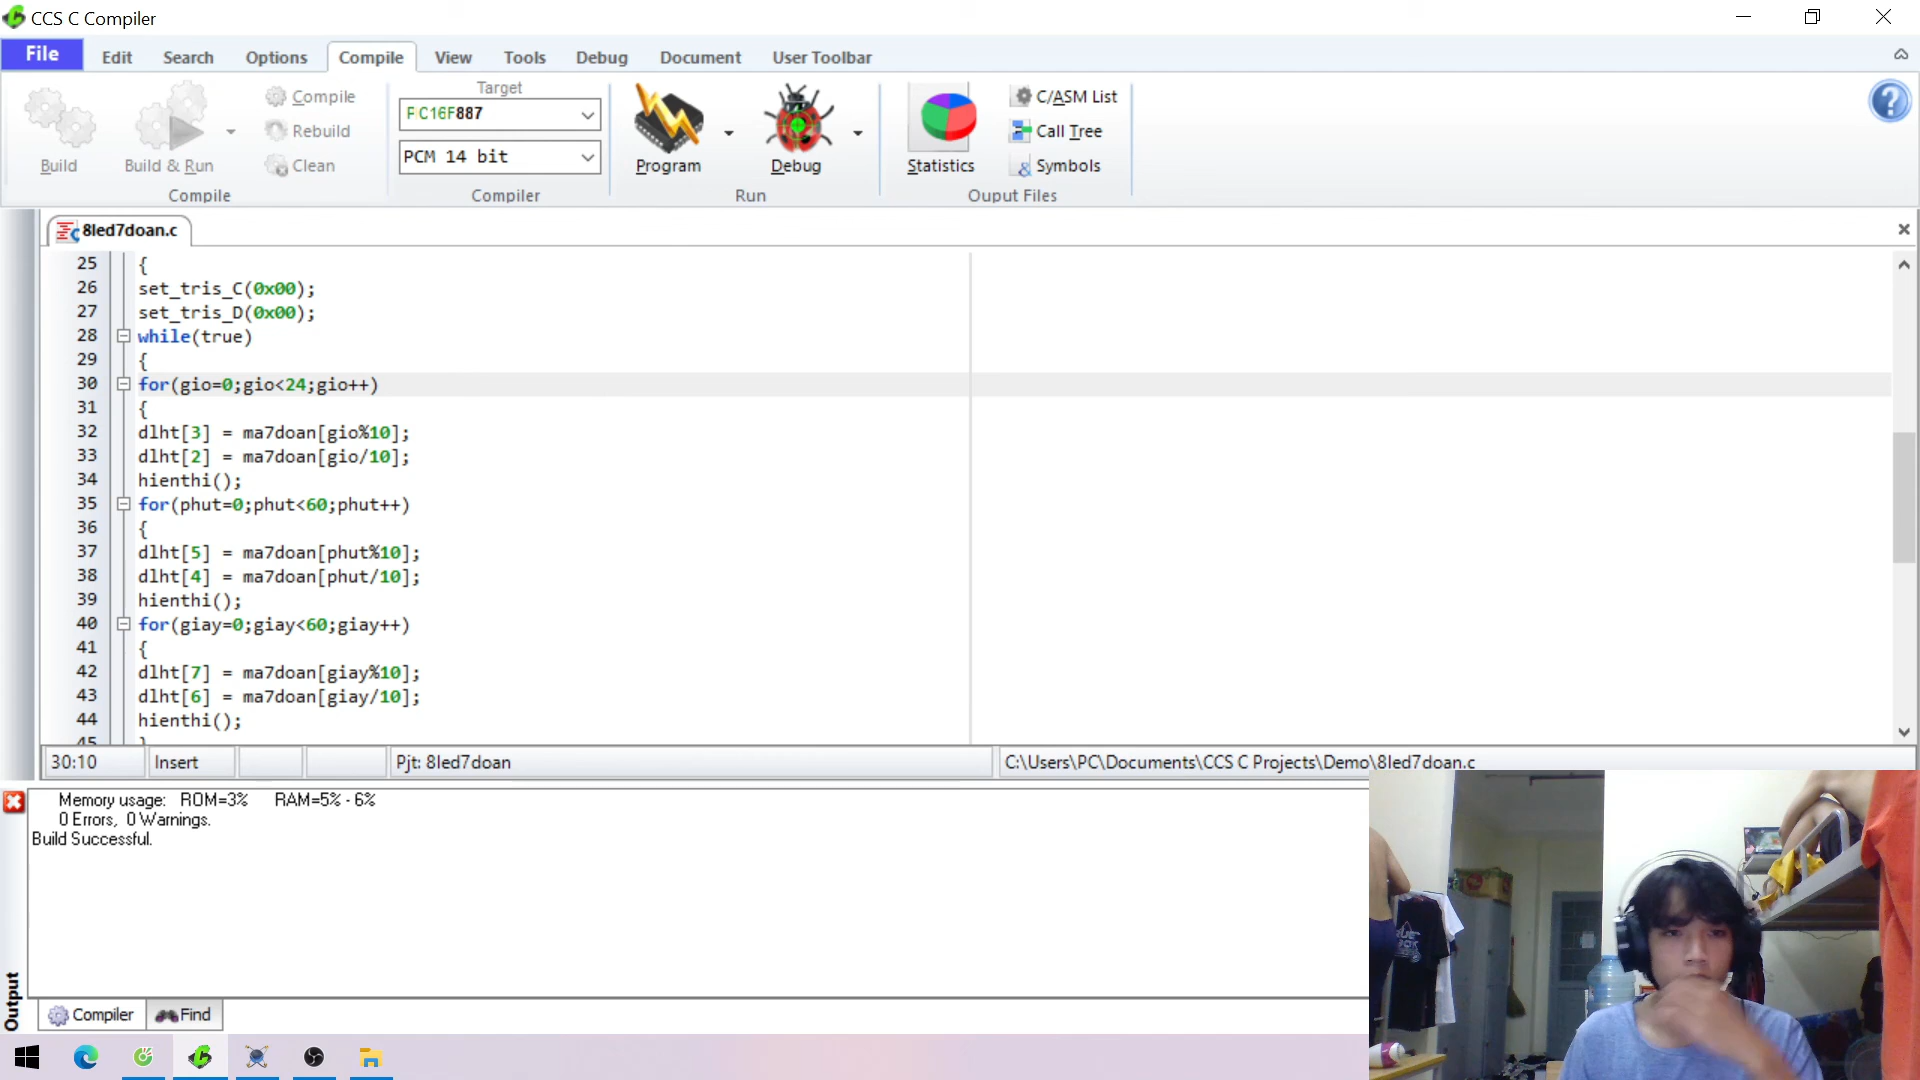 CCS C Compiler
File Edit Search Options Compile View Tools Debug Document User Toolbar
Build
Build & Run
Compile
Rebuild
Clean
Compile
Target
PIC16F887
PCM 14 bit
Compiler
Program
Debug
Run
Statistics
C/ASM List
Call Tree
Symbols
Ouput Files
8led7doan.c
25 {
26 set_tris_C(0x00);
27 set_tris_D(0x00);
28 while(true)
29 {
30 for(gio=0;gio<24;gio++)
31 {
32 dlht[3] = ma7doan[gio%10];
33 dlht[2] = ma7doan[gio/10];
34 hienthi();
35 for(phut=0;phut<60;phut++)
36 {
37 dlht[5] = ma7doan[phut%10];
38 dlht[4] = ma7doan[phut/10];
39 hienthi();
40 for(giay=0;giay<60;giay++)
41 {
42 dlht[7] = ma7doan[giay%10];
43 dlht[6] = ma7doan[giay/10];
44 hienthi();
45 }
30:10 Insert Pjt: 8led7doan C:\Users\PC\Documents\CCS C Projects\Demo\8led7doan.c
Memory usage: ROM=3% RAM=5% - 6%
0 Errors, 0 Warnings.
Build Successful.
Output
Compiler Find